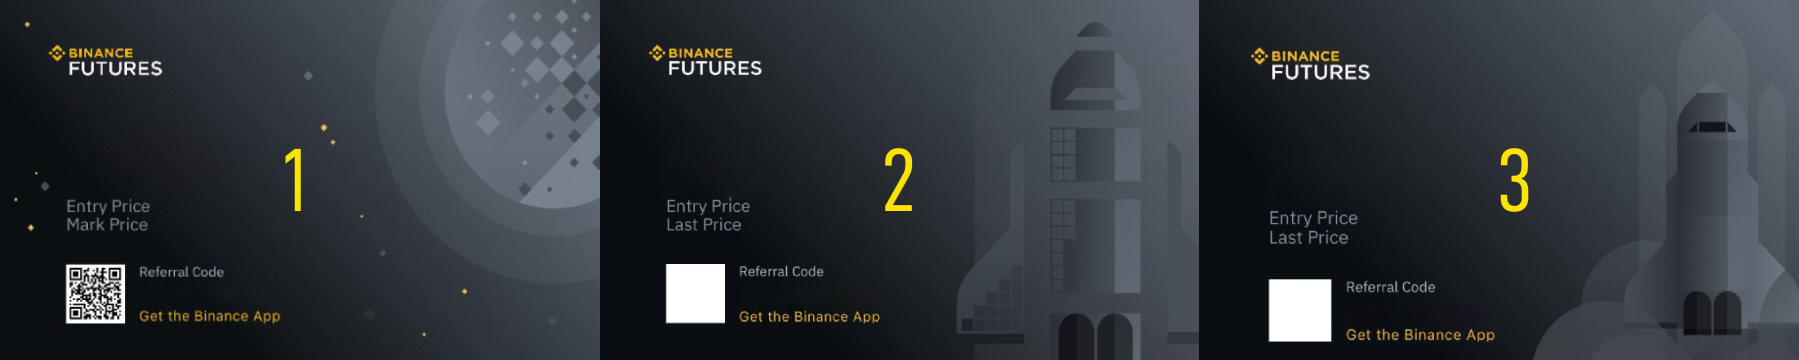 BINANCE
FUTURES
1
Entry Price
Mark Price
Referral Code
Get the Binance App
BINANCE
FUTURES
2
Entry Price
Last Price
Referral Code
Get the Binance App
BINANCE
FUTURES
3
Entry Price
Last Price
Referral Code
Get the Binance App